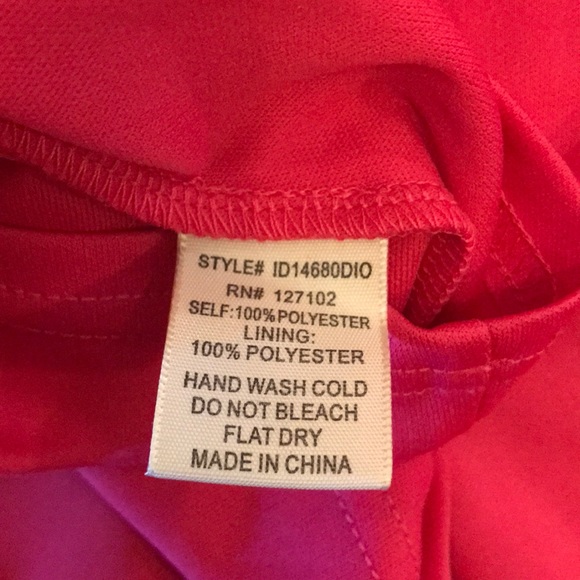 STYLE# ID14680DIO
RN# 127102
SELF:100%POLYESTER
LINING:
100% POLYESTER
HAND WASH COLD
DO NOT BLEACH
FLAT DRY
MADE IN CHINA